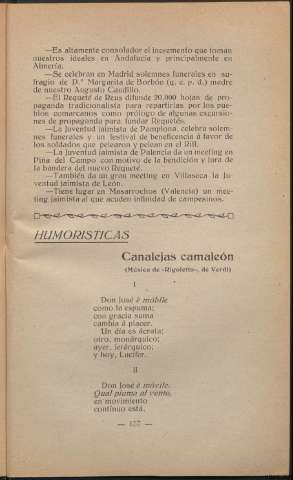 —Es altamente consolador el incremento que toman
nuestros ideales en Andalucía y principalmente en
Almería.
—Se celebran en Madrid solemnes funerales en su-
fragio de D.ª Margarita de Borbón (q. e. p. d.) madre
de nuestro Augusto Caudillo.
—El Requeté de Reus difunde 20.000 hojas de pro-
paganda tradicionalista para repartirlas por los pue-
blos comarcanos como prólogo de algunas excursio-
nes de propaganda para fundar Requetés.
—La juventud jaimista de Pamplona, celebra solem-
nes funerales y un festival de beneficencia á favor de
los soldados que pelearon y pelean en el Riff.
—La juventud jaimista de Palencia da un meeting en
Piña del Campo con motivo de la bendición y jura de
la bandera del nuevo Requeté.
—También da un gran meeting en Villaseca la Ju-
ventud jaimista de León.
—Tiene lugar en Masarrochos (Valencia) un mee-
ting jaimista al que acuden infinidad de campesinos.
HUMORISTICAS
Canalejas camaleón
(Música de «Rigoletto», de Verdi)
I
Don José è mábile
como la espuma;
con gracia suma
cambia á placer.
Un día es ácrata;
otro, monárquico;
ayer, jerárquico;
y hoy, Lucifer.
II
Don José è móvile.
Qual piuma al vento,
en movimiento
contínuo está.